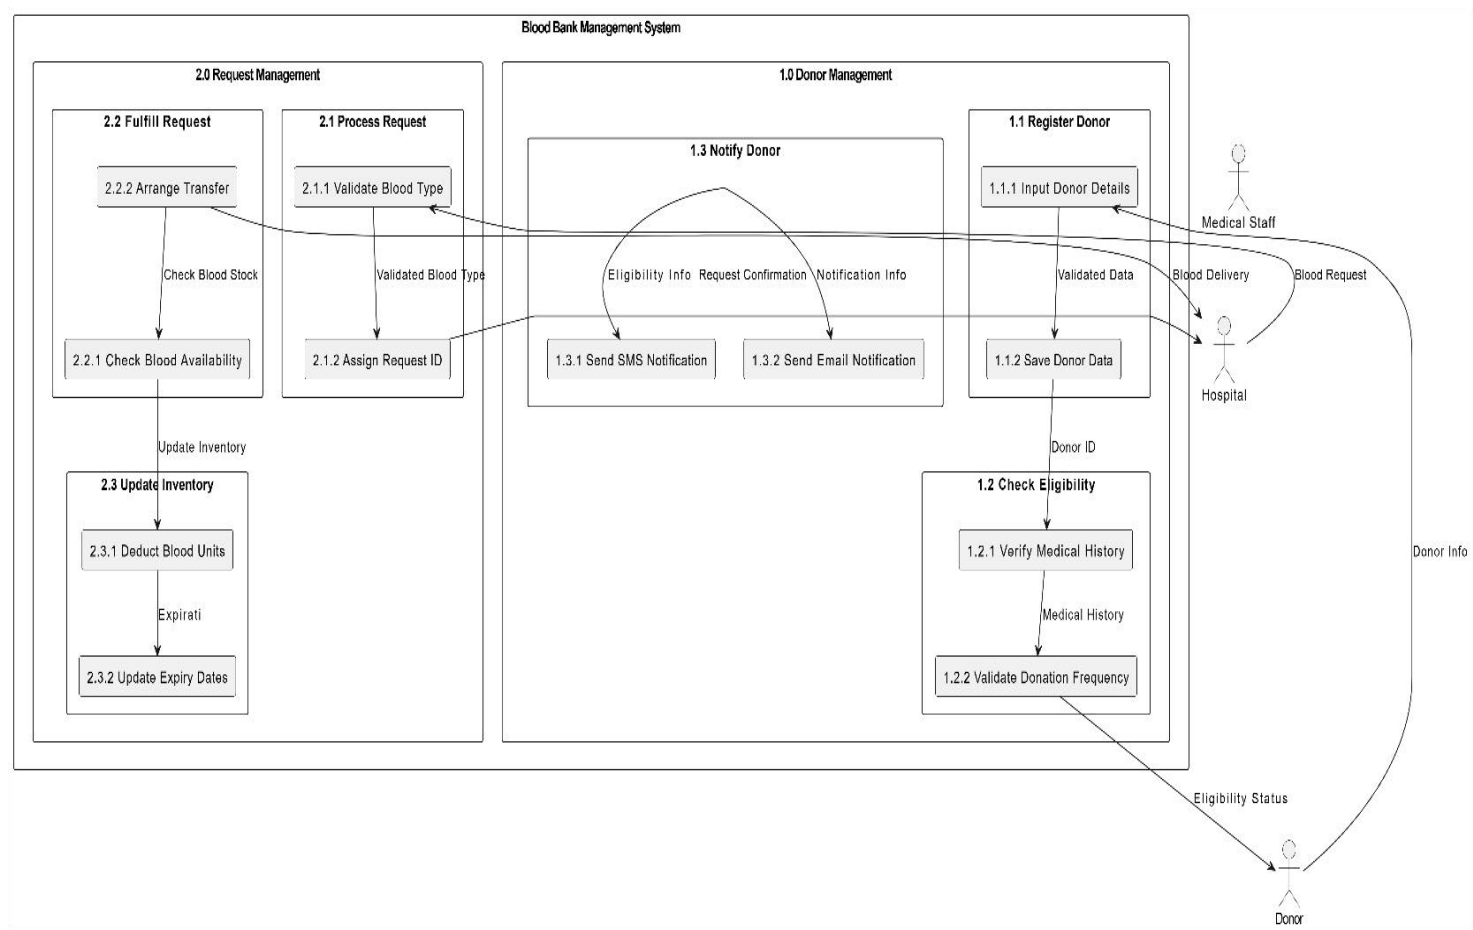 Blood Bank Management System
2.0 Request Management
1.0 Donor Management
2.2 Fulfill Request
2.1 Process Request
1.1 Register Donor
1.3 Notify Donor
2.2.2 Arrange Transfer
2.1.1 Validate Blood Type
1.1.1 Input Donor Details
Medical Staff
Check Blood Stock
Validated Blood Type
Eligibility Info
Request Confirmation
Notification Info
Validated Data
Blood Delivery
Blood Request
2.2.1 Check Blood Availability
2.1.2 Assign Request ID
1.3.1 Send SMS Notification
1.3.2 Send Email Notification
1.1.2 Save Donor Data
Hospital
Update Inventory
Donor ID
2.3 Update Inventory
1.2 Check Eligibility
2.3.1 Deduct Blood Units
1.2.1 Verify Medical History
Donor Info
Expirati
Medical History
2.3.2 Update Expiry Dates
1.2.2 Validate Donation Frequency
Eligibility Status
Donor